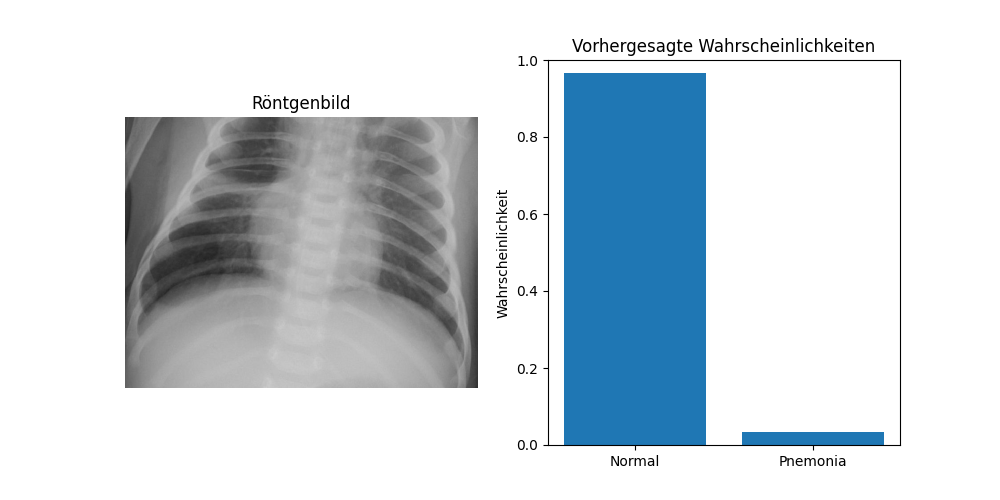 Röntgenbild
Vorhergesagte Wahrscheinlichkeiten
Wahrscheinlichkeit
1.0
0.8
0.6
0.4
0.2
0.0
Normal
Pnemonia